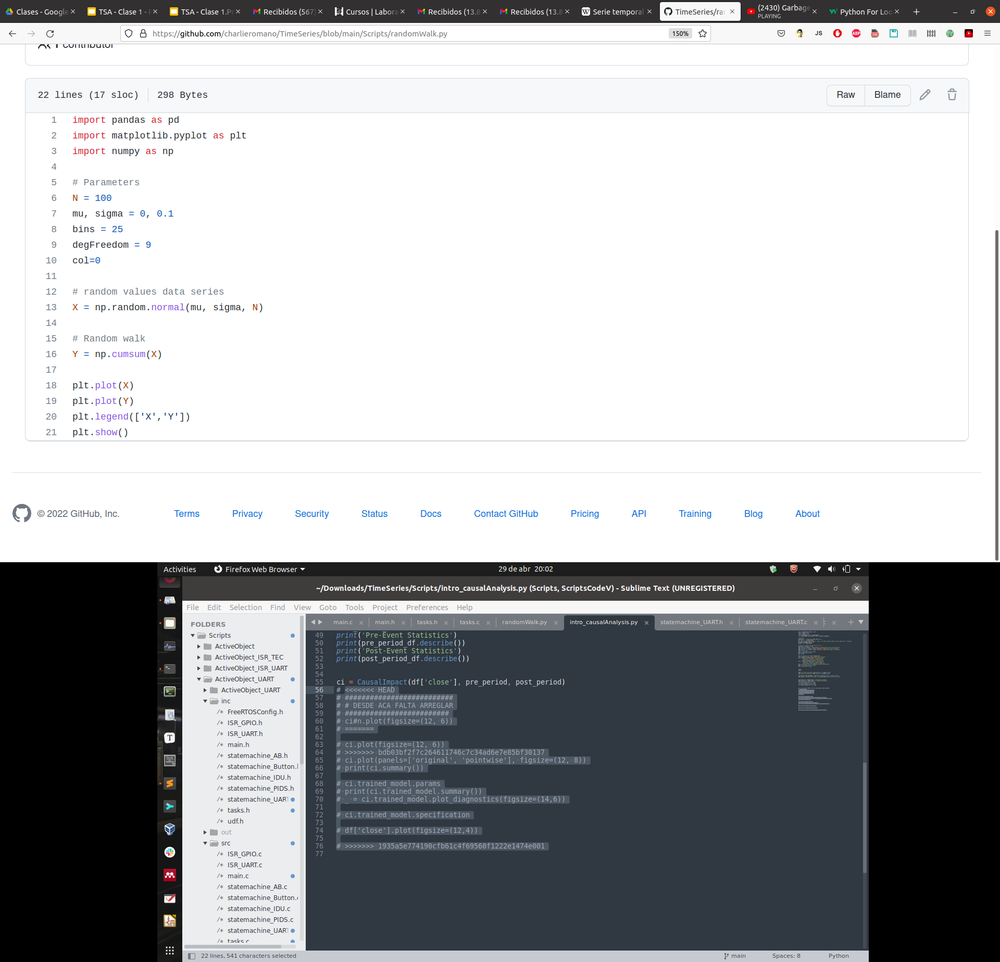 Clases - Google
TSA - Clase 1 - P
TSA - Clase 1.Pr
Recibidos (567)
Cursos | Labora
Recibidos (13.8
Recibidos (13.8
Serie temporal
TimeSeries/ra
(2430) Garbage
PLAYING
Python For Loo
https://github.com/charlieromano/TimeSeries/blob/main/Scripts/randomWalk.py
150%
JS
ABP
1 contributor
22 lines (17 sloc)
298 Bytes
Raw
Blame
1 import pandas as pd
2 import matplotlib.pyplot as plt
3 import numpy as np
4
5 # Parameters
6 N = 100
7 mu, sigma = 0, 0.1
8 bins = 25
9 degFreedom = 9
10 col=0
11
12 # random values data series
13 X = np.random.normal(mu, sigma, N)
14
15 # Random walk
16 Y = np.cumsum(X)
17
18 plt.plot(X)
19 plt.plot(Y)
20 plt.legend(['X','Y'])
21 plt.show()
© 2022 GitHub, Inc.
Terms
Privacy
Security
Status
Docs
Contact GitHub
Pricing
API
Training
Blog
About
Activities
Firefox Web Browser
29 de abr 20:02
~/Downloads/TimeSeries/Scripts/intro_causalAnalysis.py (Scripts, ScriptsCodeV) - Sublime Text (UNREGISTERED)
File Edit Selection Find View Goto Tools Project Preferences Help
FOLDERS
Scripts
ActiveObject
ActiveObject_ISR_TEC
ActiveObject_ISR_UART
ActiveObject_UART
ActiveObject_UART
inc
/* FreeRTOSConfig.h
/* ISR_GPIO.h
/* ISR_UART.h
/* main.h
/* statemachine_AB.h
/* statemachine_Button.h
/* statemachine_IDU.h
/* statemachine_PIDS.h
/* statemachine_UART
/* tasks.h
/* udf.h
out
src
/* ISR_GPIO.c
/* ISR_UART.c
/* main.c
/* statemachine_AB.c
/* statemachine_Button.c
/* statemachine_IDU.c
/* statemachine_PIDS.c
/* statemachine_UART
/* tasks.c
main.c
main.h
tasks.h
tasks.c
randomWalk.py
intro_causalAnalysis.py
statemachine_UART.h
statemachine_UART.c
49 print('Pre-Event Statistics')
50 print(pre_period_df.describe())
51 print('Post-Event Statistics')
52 print(post_period_df.describe())
53
54
55 ci = CausalImpact(df['close'], pre_period, post_period)
56 # <<<<<<< HEAD
57 # ##########################
58 # # DESDE ACA FALTA ARREGLAR
59 # #########################
60 # ci#n.plot(figsize=(12, 6))
61 # =======
62
63 # ci.plot(figsize=(12, 6))
64 # >>>>>>> bdb03bf2f7c264611746c7c34ad6e7e85bf30137
65 # ci.plot(panels=['original', 'pointwise'], figsize=(12, 8))
66 # print(ci.summary())
67
68 # ci.trained_model.params
69 # print(ci.trained_model.summary())
70 # _ = ci.trained_model.plot_diagnostics(figsize=(14,6))
71
72 # ci.trained_model.specification
73
74 # df['close'].plot(figsize=(12,4))
75
76 # >>>>>>> 1935a5e774190cfb61c4f69560f1222e1474e001
77
22 lines, 541 characters selected
main
Spaces: 8
Python